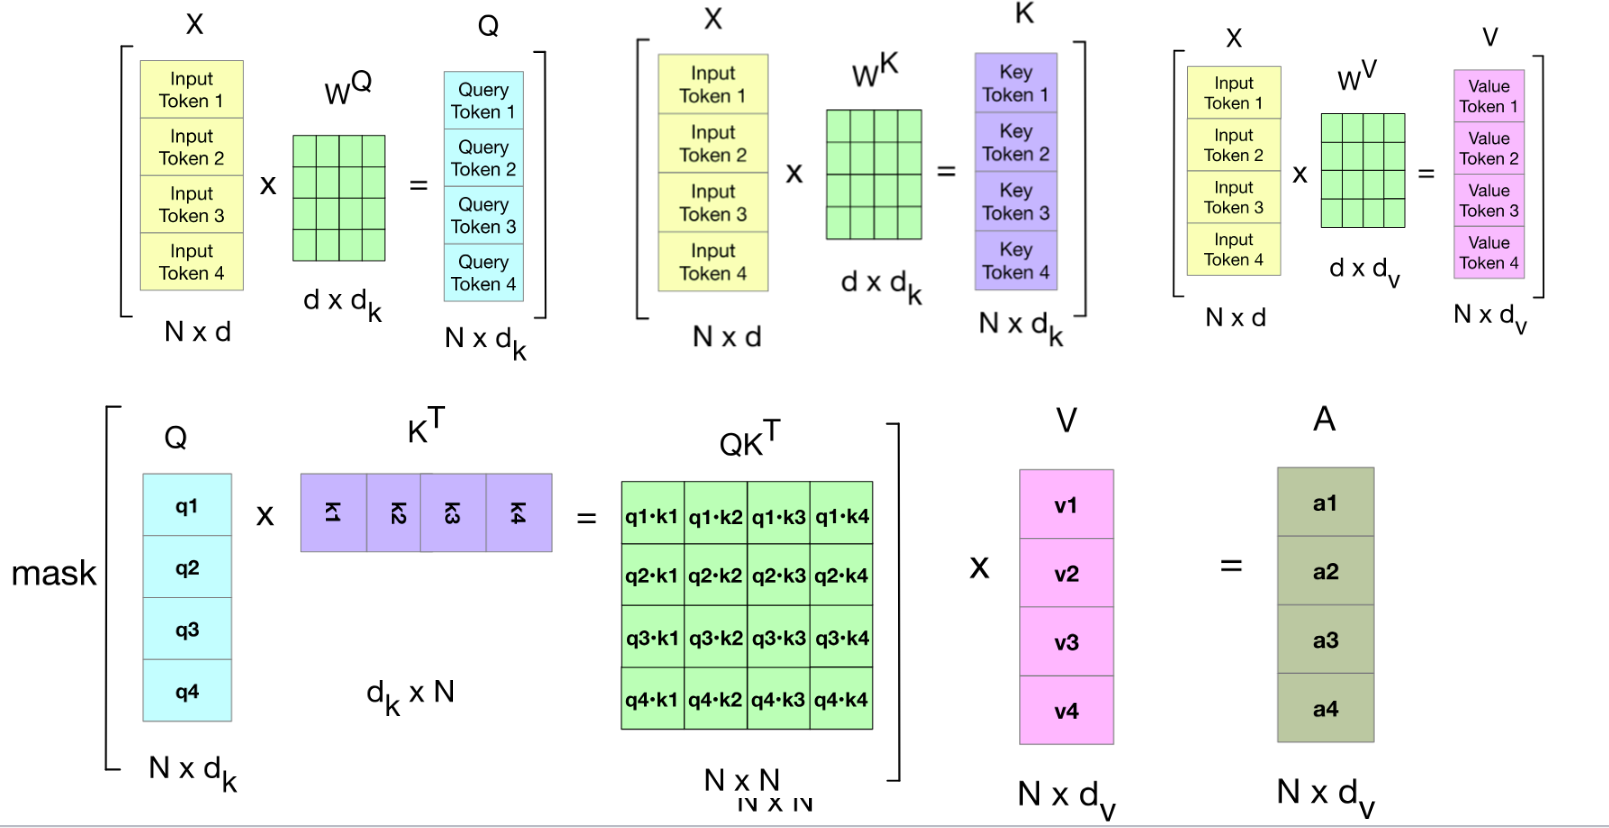 X
W^Q
Q
Input
Token 1
Input
Token 2
Input
Token 3
Input
Token 4
x
=
Query
Token 1
Query
Token 2
Query
Token 3
Query
Token 4
N x d
d x d_k
N x d_k
X
W^K
K
Input
Token 1
Input
Token 2
Input
Token 3
Input
Token 4
x
=
Key
Token 1
Key
Token 2
Key
Token 3
Key
Token 4
N x d
d x d_k
N x d_k
X
W^V
V
Input
Token 1
Input
Token 2
Input
Token 3
Input
Token 4
x
=
Value
Token 1
Value
Token 2
Value
Token 3
Value
Token 4
N x d
d x d_v
N x d_v
mask
Q
q1
q2
q3
q4
N x d_k
x
K^T
k1 k2 k3 k4
d_k x N
=
QK^T
q1•k1 q1•k2 q1•k3 q1•k4
q2•k1 q2•k2 q2•k3 q2•k4
q3•k1 q3•k2 q3•k3 q3•k4
q4•k1 q4•k2 q4•k3 q4•k4
N x N
N x N
x
V
v1
v2
v3
v4
N x d_v
=
A
a1
a2
a3
a4
N x d_v